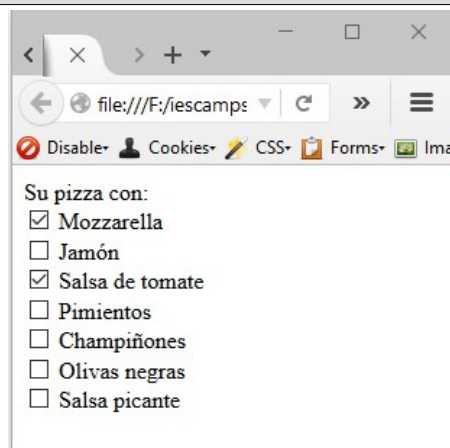 file:///F:/iescamps
Disable Cookies CSS Forms Ima
Su pizza con:
Mozzarella
Jamón
Salsa de tomate
Pimientos
Champiñones
Olivas negras
Salsa picante